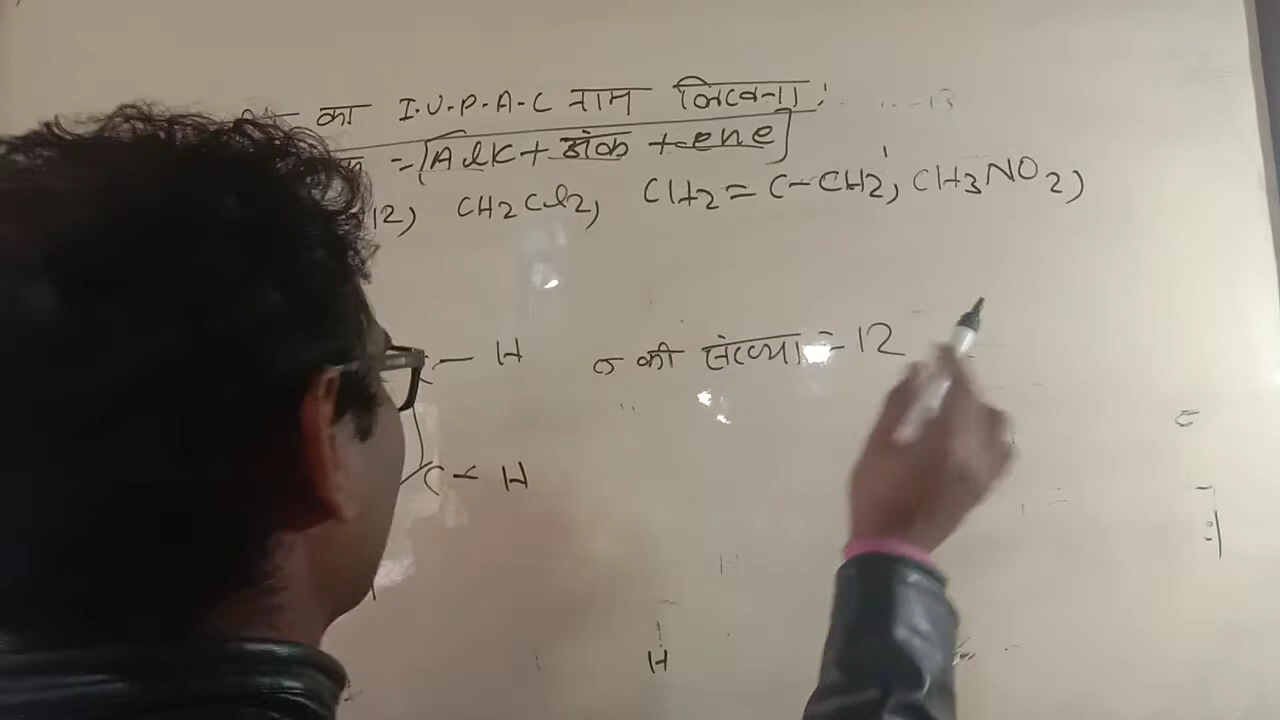 का I.U.P.A.C नाम लिखना :
= [Alk + अंक + ene]
12) CH2Cl2, CH2 = C - CH2, CH3NO2,
- H σ की संख्या = 12
C - H
H